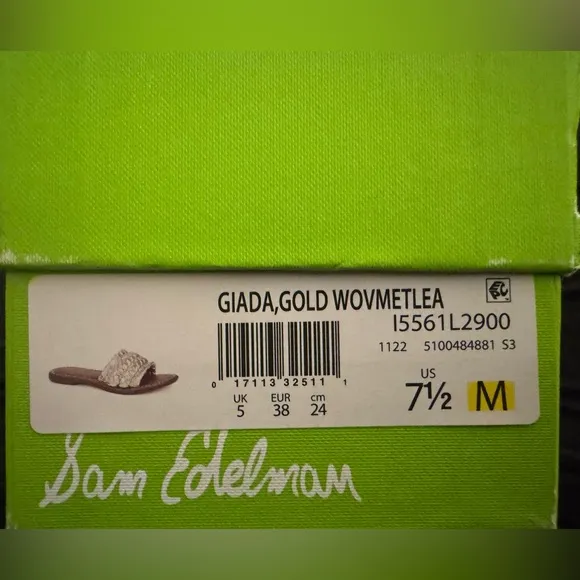 GIADA,GOLD WOVMETLEA
I5561L2900
1122 5100484881 S3
0 17113 32511 1
UK EUR cm
5 38 24
US
7½ M
Sam Edelman